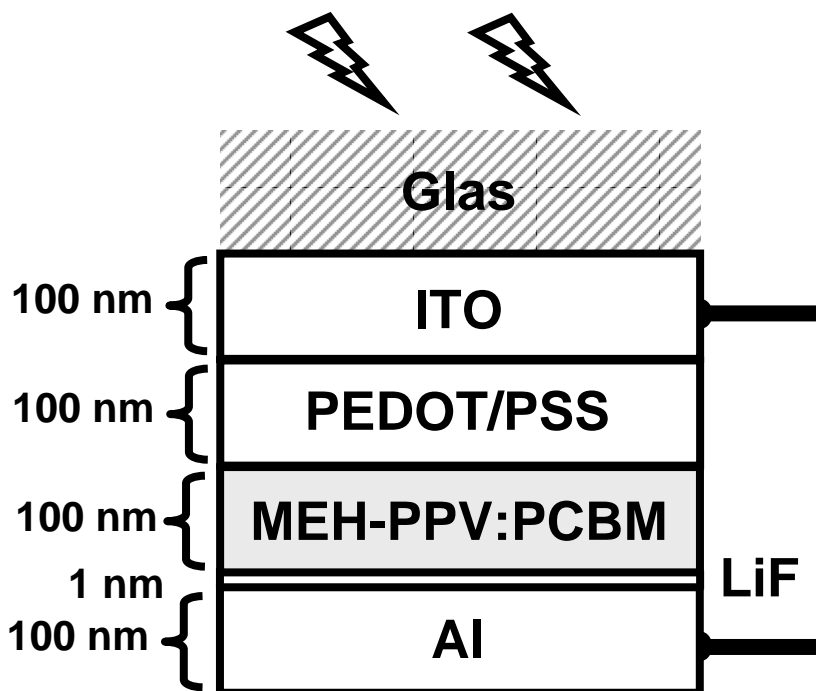 Glas
100 nm
ITO
100 nm
PEDOT/PSS
100 nm
MEH-PPV:PCBM
1 nm
LiF
100 nm
Al